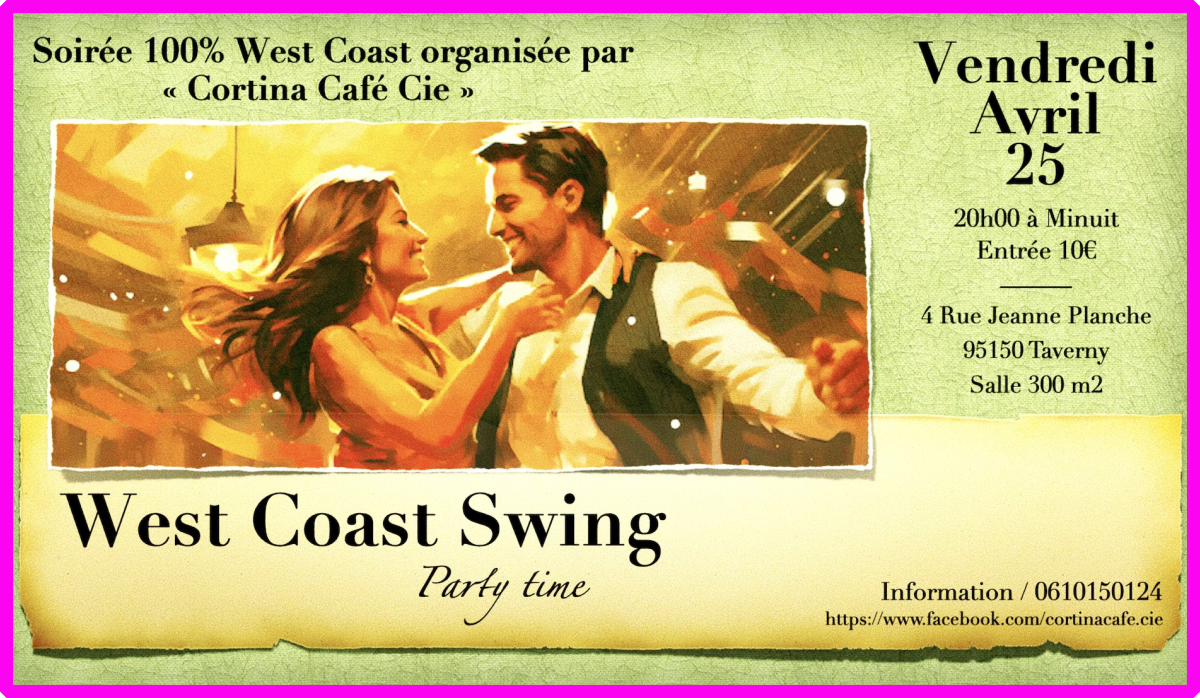 Soirée 100% West Coast organisée par
« Cortina Café Cie »
Vendredi
Avril
25
20h00 à Minuit
Entrée 10€
4 Rue Jeanne Planche
95150 Taverny
Salle 300 m2
West Coast Swing
Party time
Information / 0610150124
https://www.facebook.com/cortinacafe.cie